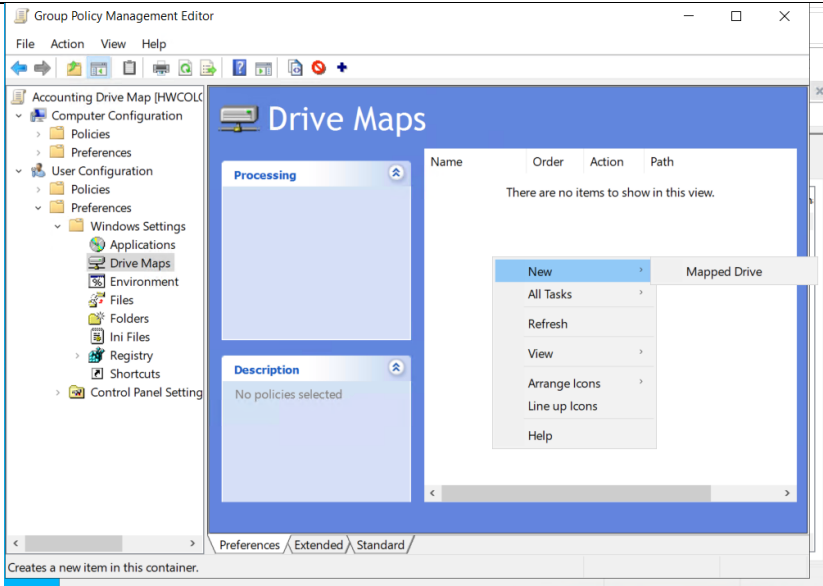 Group Policy Management Editor
File Action View Help
Accounting Drive Map [HWCOLO
Computer Configuration
Policies
Preferences
User Configuration
Policies
Preferences
Windows Settings
Applications
Drive Maps
Environment
Files
Folders
Ini Files
Registry
Shortcuts
Control Panel Setting
Drive Maps
Processing
Description
No policies selected
Name Order Action Path
There are no items to show in this view.
New
Mapped Drive
All Tasks
Refresh
View
Arrange Icons
Line up Icons
Help
Preferences Extended Standard
Creates a new item in this container.